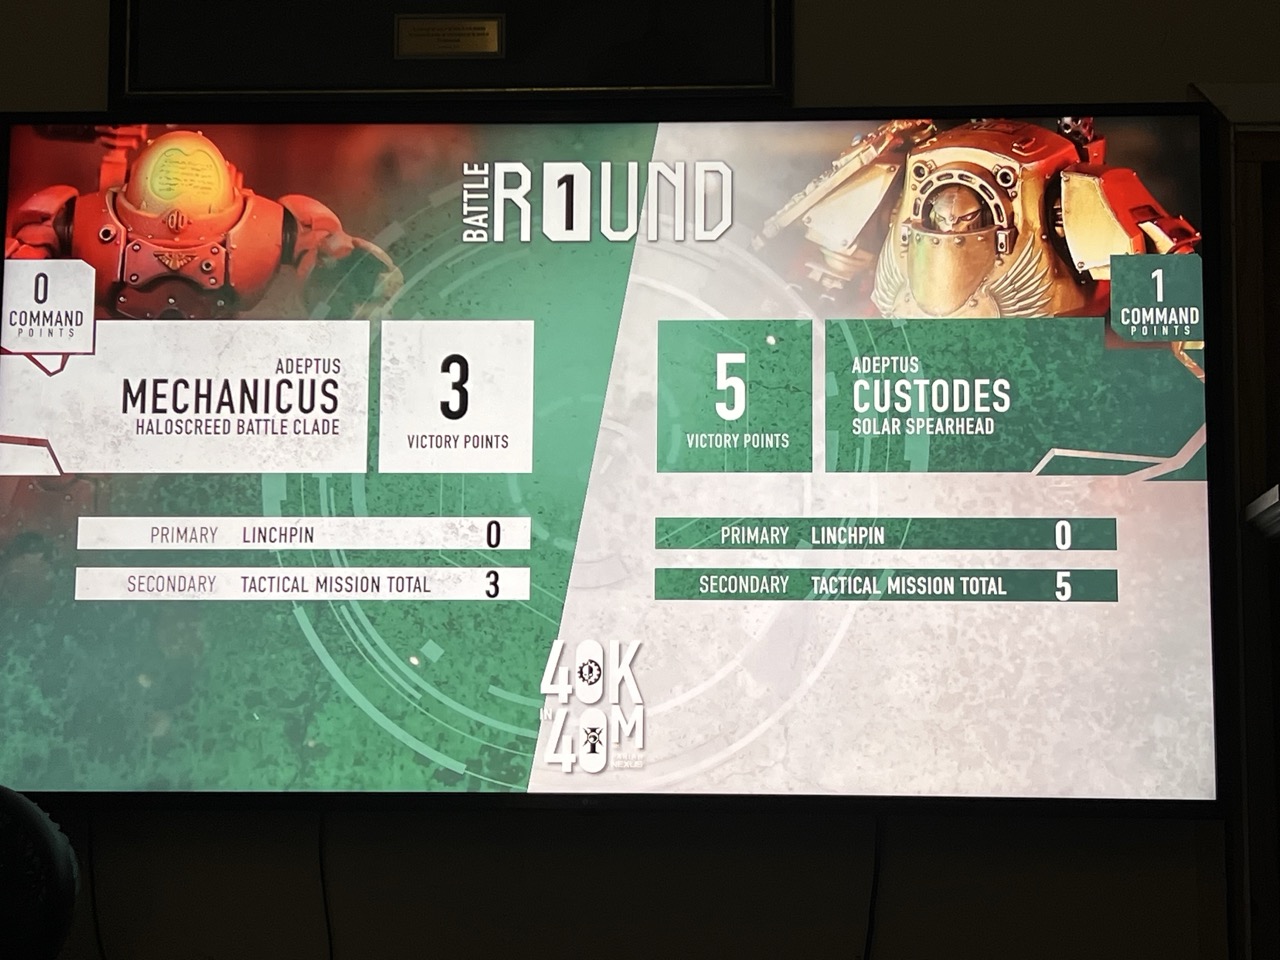 BATTLE ROUND 1
0
COMMAND
POINTS
ADEPTUS
MECHANICUS
HALOSCREED BATTLE CLADE
3
VICTORY POINTS
PRIMARY LINCHPIN 0
SECONDARY TACTICAL MISSION TOTAL 3
1
COMMAND
POINTS
5
VICTORY POINTS
ADEPTUS
CUSTODES
SOLAR SPEARHEAD
PRIMARY LINCHPIN 0
SECONDARY TACTICAL MISSION TOTAL 5
40K
IN
40M